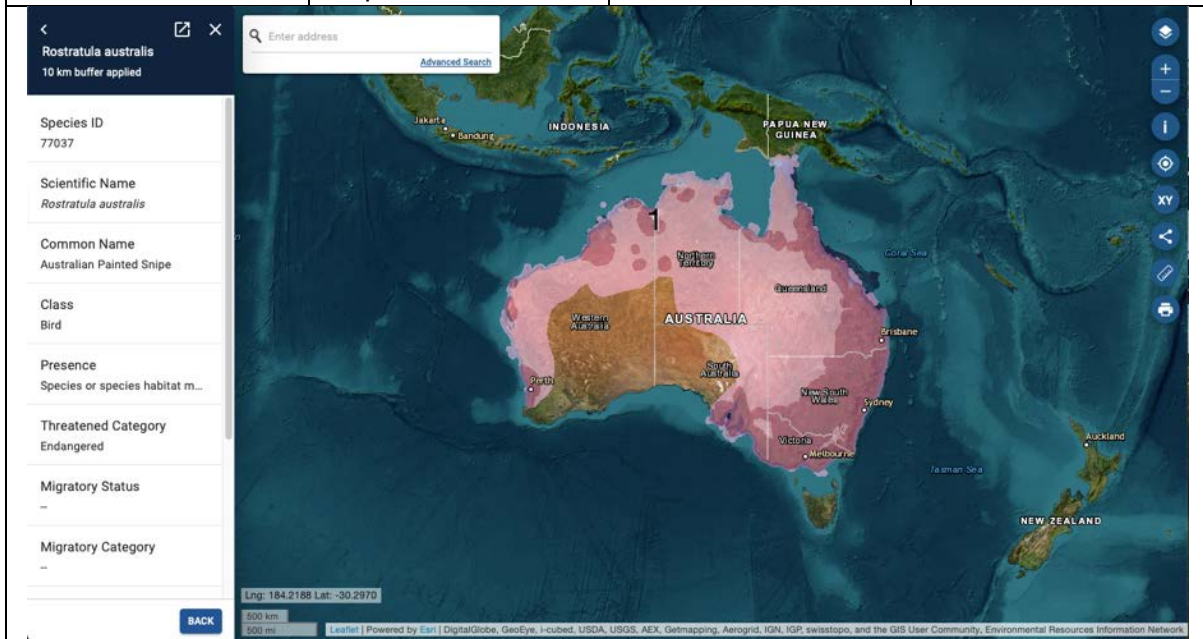 Rostratula australis
10 km buffer applied
Species ID
77037
Scientific Name
Rostratula australis
Common Name
Australian Painted Snipe
Class
Bird
Presence
Species or species habitat m...
Threatened Category
Endangered
Migratory Status
–
Migratory Category
–
BACK
Enter address
Advanced Search
Jakarta
Bandung
INDONESIA
PAPUA NEW
GUINEA
1
Northern
Territory
Coral Sea
Queensland
Western
Australia
AUSTRALIA
Brisbane
South
Australia
Perth
New South
Wales
Sydney
Victoria
Melbourne
Auckland
Tasman Sea
NEW ZEALAND
i
XY
Lng: 184.2188 Lat: -30.2970
500 km
500 mi
Leaflet | Powered by Esri | DigitalGlobe, GeoEye, i-cubed, USDA, USGS, AEX, Getmapping, Aerogrid, IGN, IGP, swisstopo, and the GIS User Community, Environmental Resources Information Network